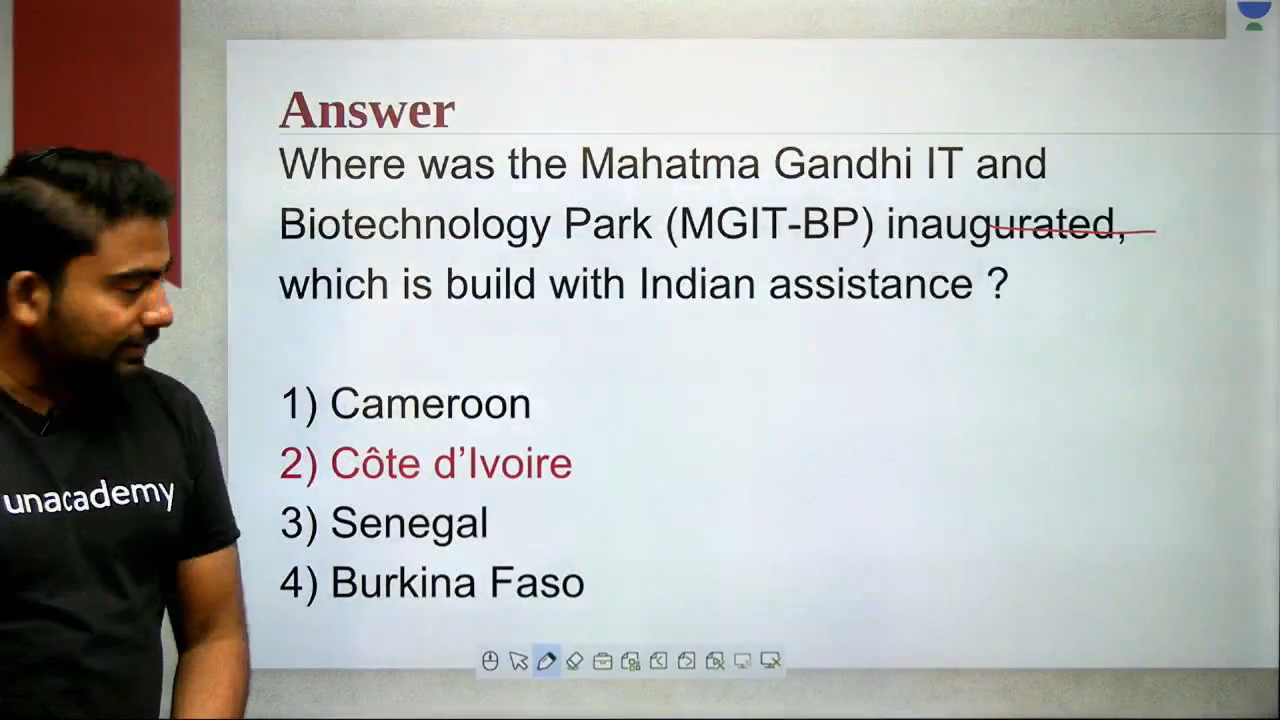 Answer
Where was the Mahatma Gandhi IT and
Biotechnology Park (MGIT-BP) inaugurated,
which is build with Indian assistance ?
1) Cameroon
2) Côte d’Ivoire
3) Senegal
4) Burkina Faso
unacademy